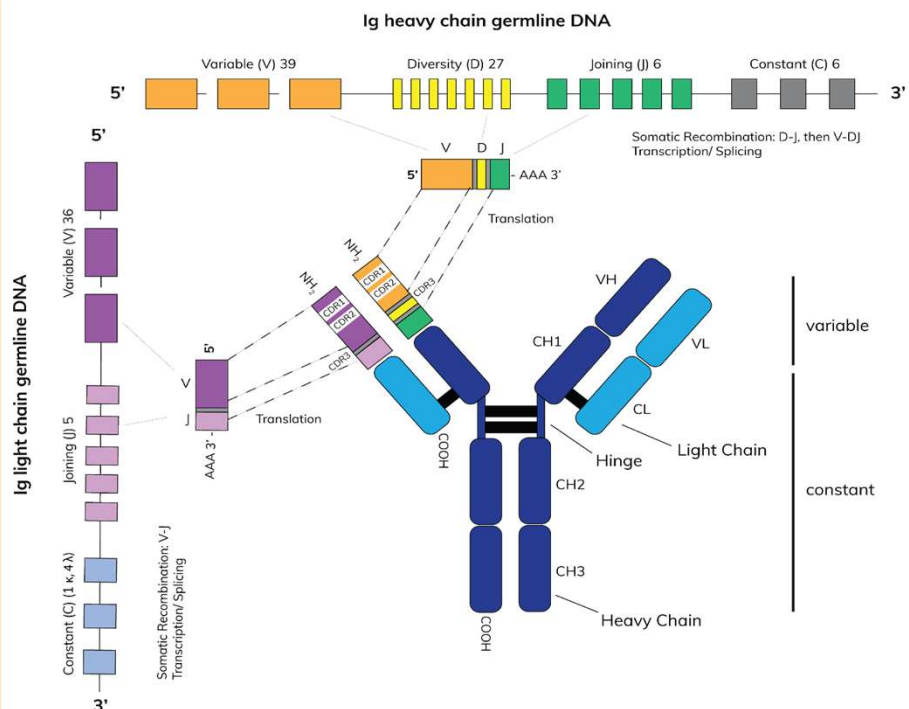 Ig heavy chain germline DNA
Variable (V) 39
Diversity (D) 27
Joining (J) 6
Constant (C) 6
5’
3’
Somatic Recombination: D-J, then V-DJ
Transcription/ Splicing
V
D
J
5’
- AAA 3’
Translation
Ig light chain germline DNA
5’
Variable (V) 36
Joining (J) 5
Constant (C) (1 κ, 4 λ)
3’
Somatic Recombination: V-J
Transcription/ Splicing
5’
V
J
AAA 3’ -
Translation
NH2
CDR1
CDR2
CDR3
NH2
CDR1
CDR2
CDR3
COOH
COOH
VH
VL
CH1
CL
Light Chain
Hinge
CH2
CH3
Heavy Chain
variable
constant